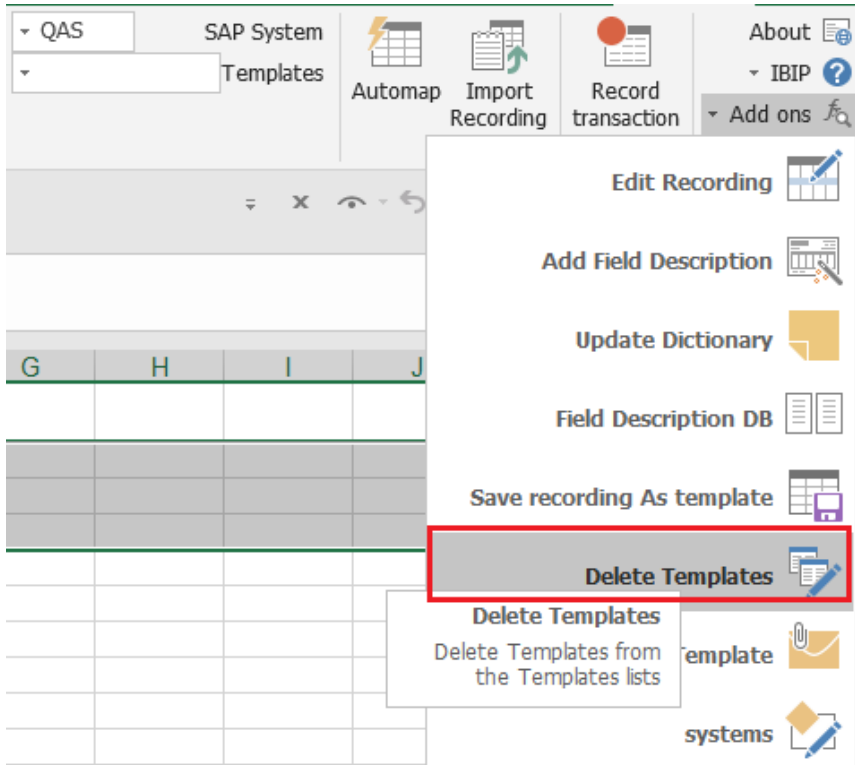 QAS
SAP System
Templates
Automap
Import
Recording
Record
transaction
About
IBIP
Add ons
Edit Recording
Add Field Description
Update Dictionary
Field Description DB
Save recording As template
Delete Templates
Delete Templates
Delete Templates from
the Templates lists
emplate
systems
G H I J